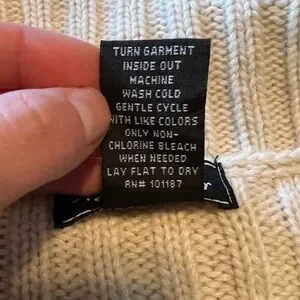 TURN GARMENT
INSIDE OUT
MACHINE
WASH COLD
GENTLE CYCLE
WITH LIKE COLORS
ONLY NON-
CHLORINE BLEACH
WHEN NEEDED
LAY FLAT TO DRY
RN# 101187